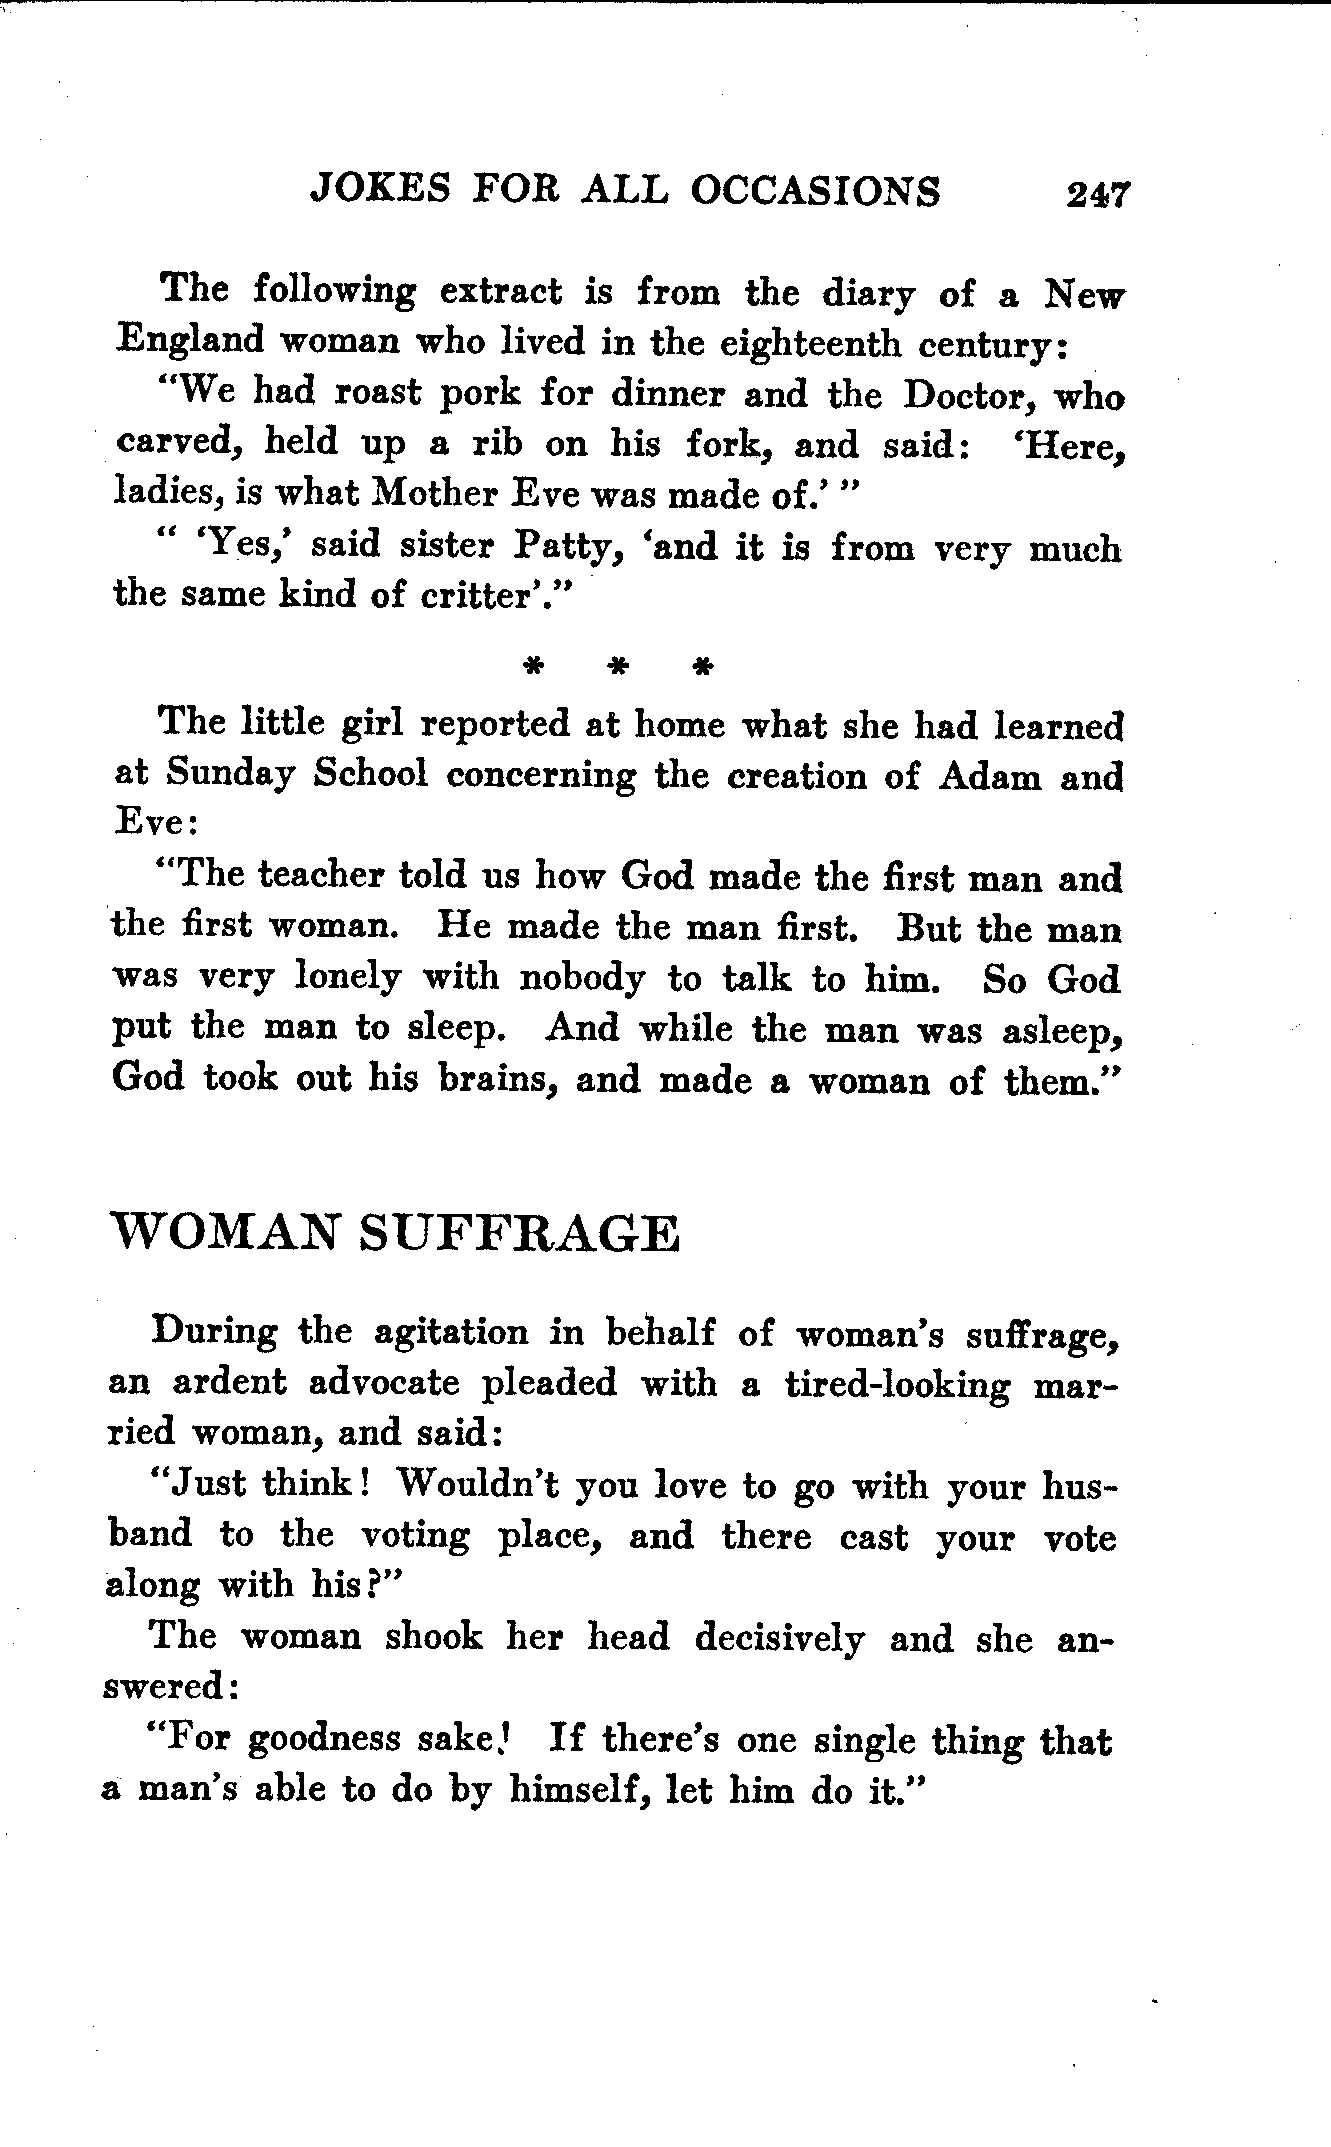 JOKES FOR ALL OCCASIONS 247
The following extract is from the diary of a New
England woman who lived in the eighteenth century:
"We had roast pork for dinner and the Doctor, who
carved, held up a rib on his fork, and said: 'Here,
ladies, is what Mother Eve was made of.' "
" 'Yes,' said sister Patty, 'and it is from very much
the same kind of critter'."
* * *
The little girl reported at home what she had learned
at Sunday School concerning the creation of Adam and
Eve:
"The teacher told us how God made the first man and
the first woman. He made the man first. But the man
was very lonely with nobody to talk to him. So God
put the man to sleep. And while the man was asleep,
God took out his brains, and made a woman of them."
WOMAN SUFFRAGE
During the agitation in behalf of woman's suffrage,
an ardent advocate pleaded with a tired-looking mar-
ried woman, and said:
"Just think! Wouldn't you love to go with your hus-
band to the voting place, and there cast your vote
along with his?"
The woman shook her head decisively and she an-
swered:
"For goodness sake! If there's one single thing that
a man's able to do by himself, let him do it."